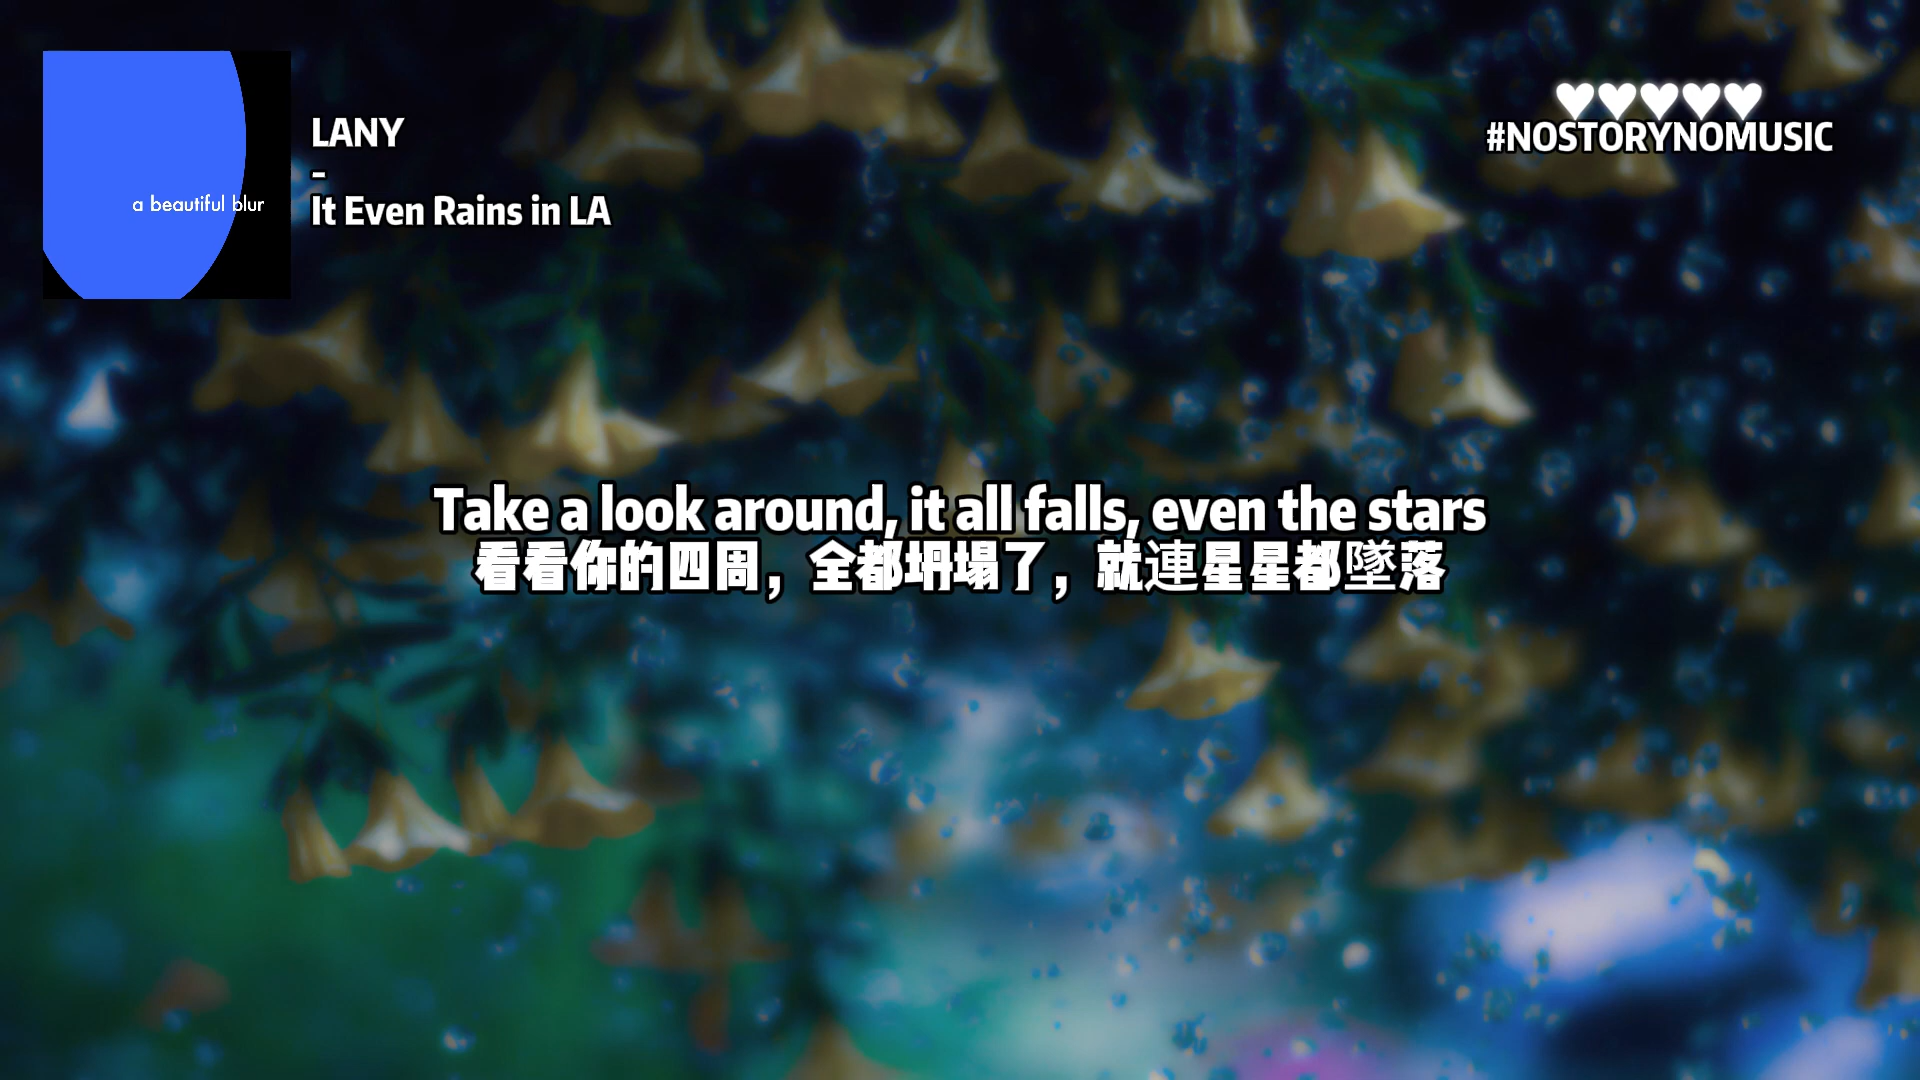 a beautiful blur
LANY
-
It Even Rains in LA
♥♥♥♥♥
#NOSTORYNOMUSIC
Take a look around, it all falls, even the stars
看看你的四周，全都坍塌了，就連星星都墜落